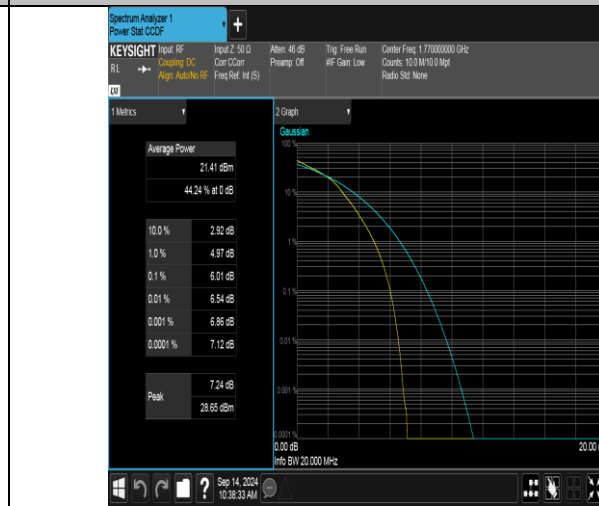 Spectrum Analyzer 1
Power Stat CCDF
+
KEYSIGHT Input: RF Input Z: 50 Ω Atten: 46 dB Trig: Free Run Center Freq: 1.770000000 GHz
RL Coupling: DC Corr CCorr Preamp: Off #IF Gain: Low Counts: 10.0 M/10.0 Mpt
Align: Auto/No RF Freq Ref: Int (S) Radio Std: None
1 Metrics
Average Power
21.41 dBm
44.24 % at 0 dB
10.0 % 2.92 dB
1.0 % 4.97 dB
0.1 % 6.01 dB
0.01 % 6.54 dB
0.001 % 6.86 dB
0.0001 % 7.12 dB
Peak 7.24 dB
28.65 dBm
2 Graph
Gaussian
100 %
10 %
1 %
0.1 %
0.01 %
0.001 %
0.0001 %
0.00 dB 20.00
Info BW 20.000 MHz
? Sep 14, 2024
10:38:33 AM